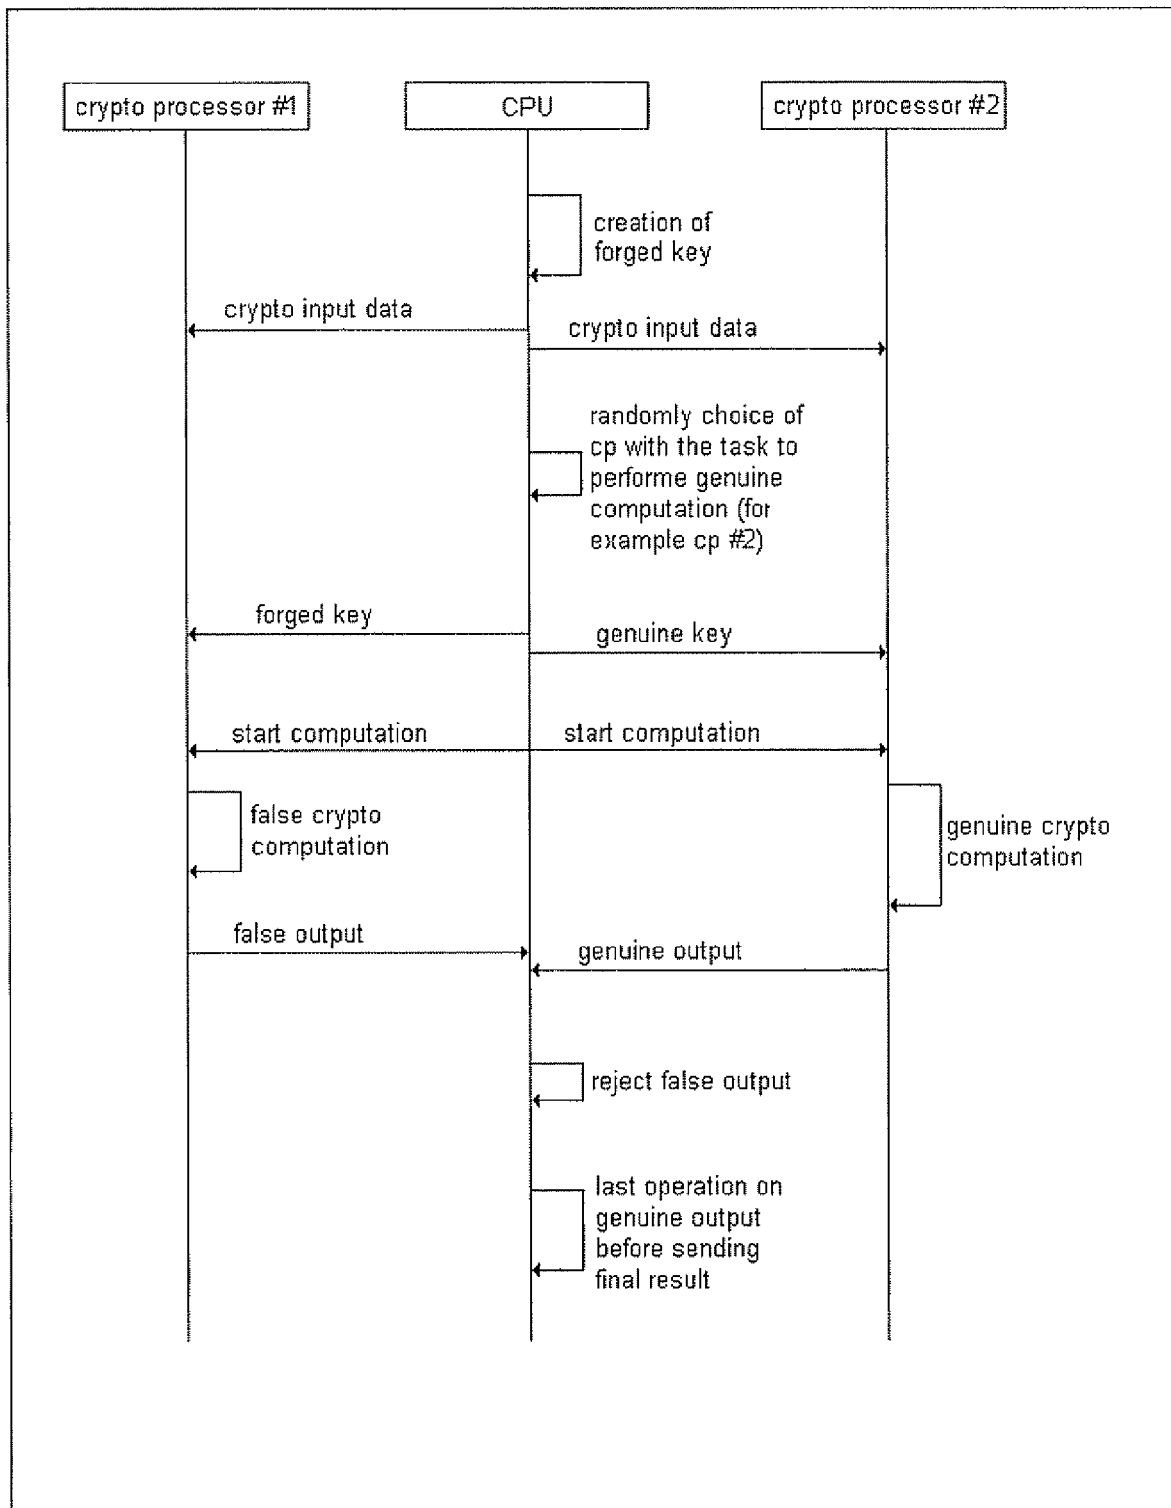 crypto processor #1
CPU
crypto processor #2
creation of
forged key
crypto input data
crypto input data
randomly choice of
cp with the task to
performe genuine
computation (for
example cp #2)
forged key
genuine key
start computation
start computation
false crypto
computation
genuine crypto
computation
false output
genuine output
reject false output
last operation on
genuine output
before sending
final result